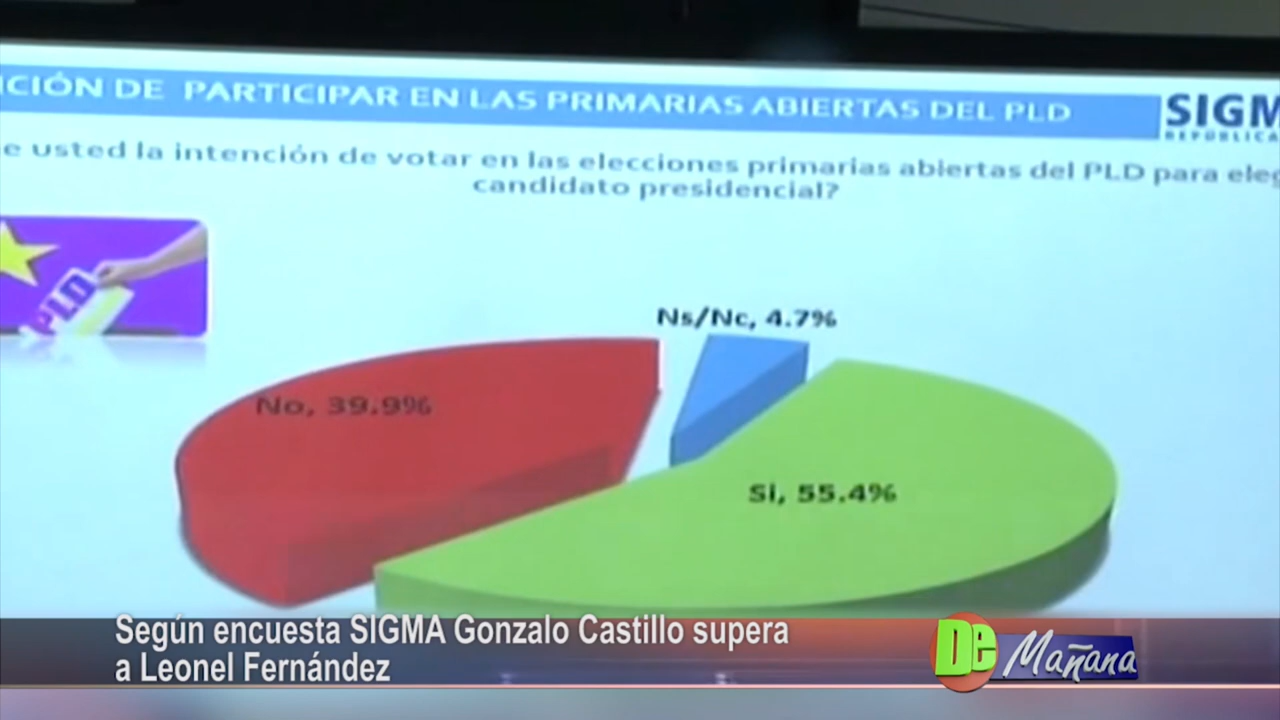 CIÓN DE PARTICIPAR EN LAS PRIMARIAS ABIERTAS DEL PLD
SIGM
REPÚBLICA
e usted la intención de votar en las elecciones primarias abiertas del PLD para eleg
candidato presidencial?
PLD
Ns/Nc, 4.7%
No, 39.9%
Si, 55.4%
Según encuesta SIGMA Gonzalo Castillo supera
a Leonel Fernández
De Mañana